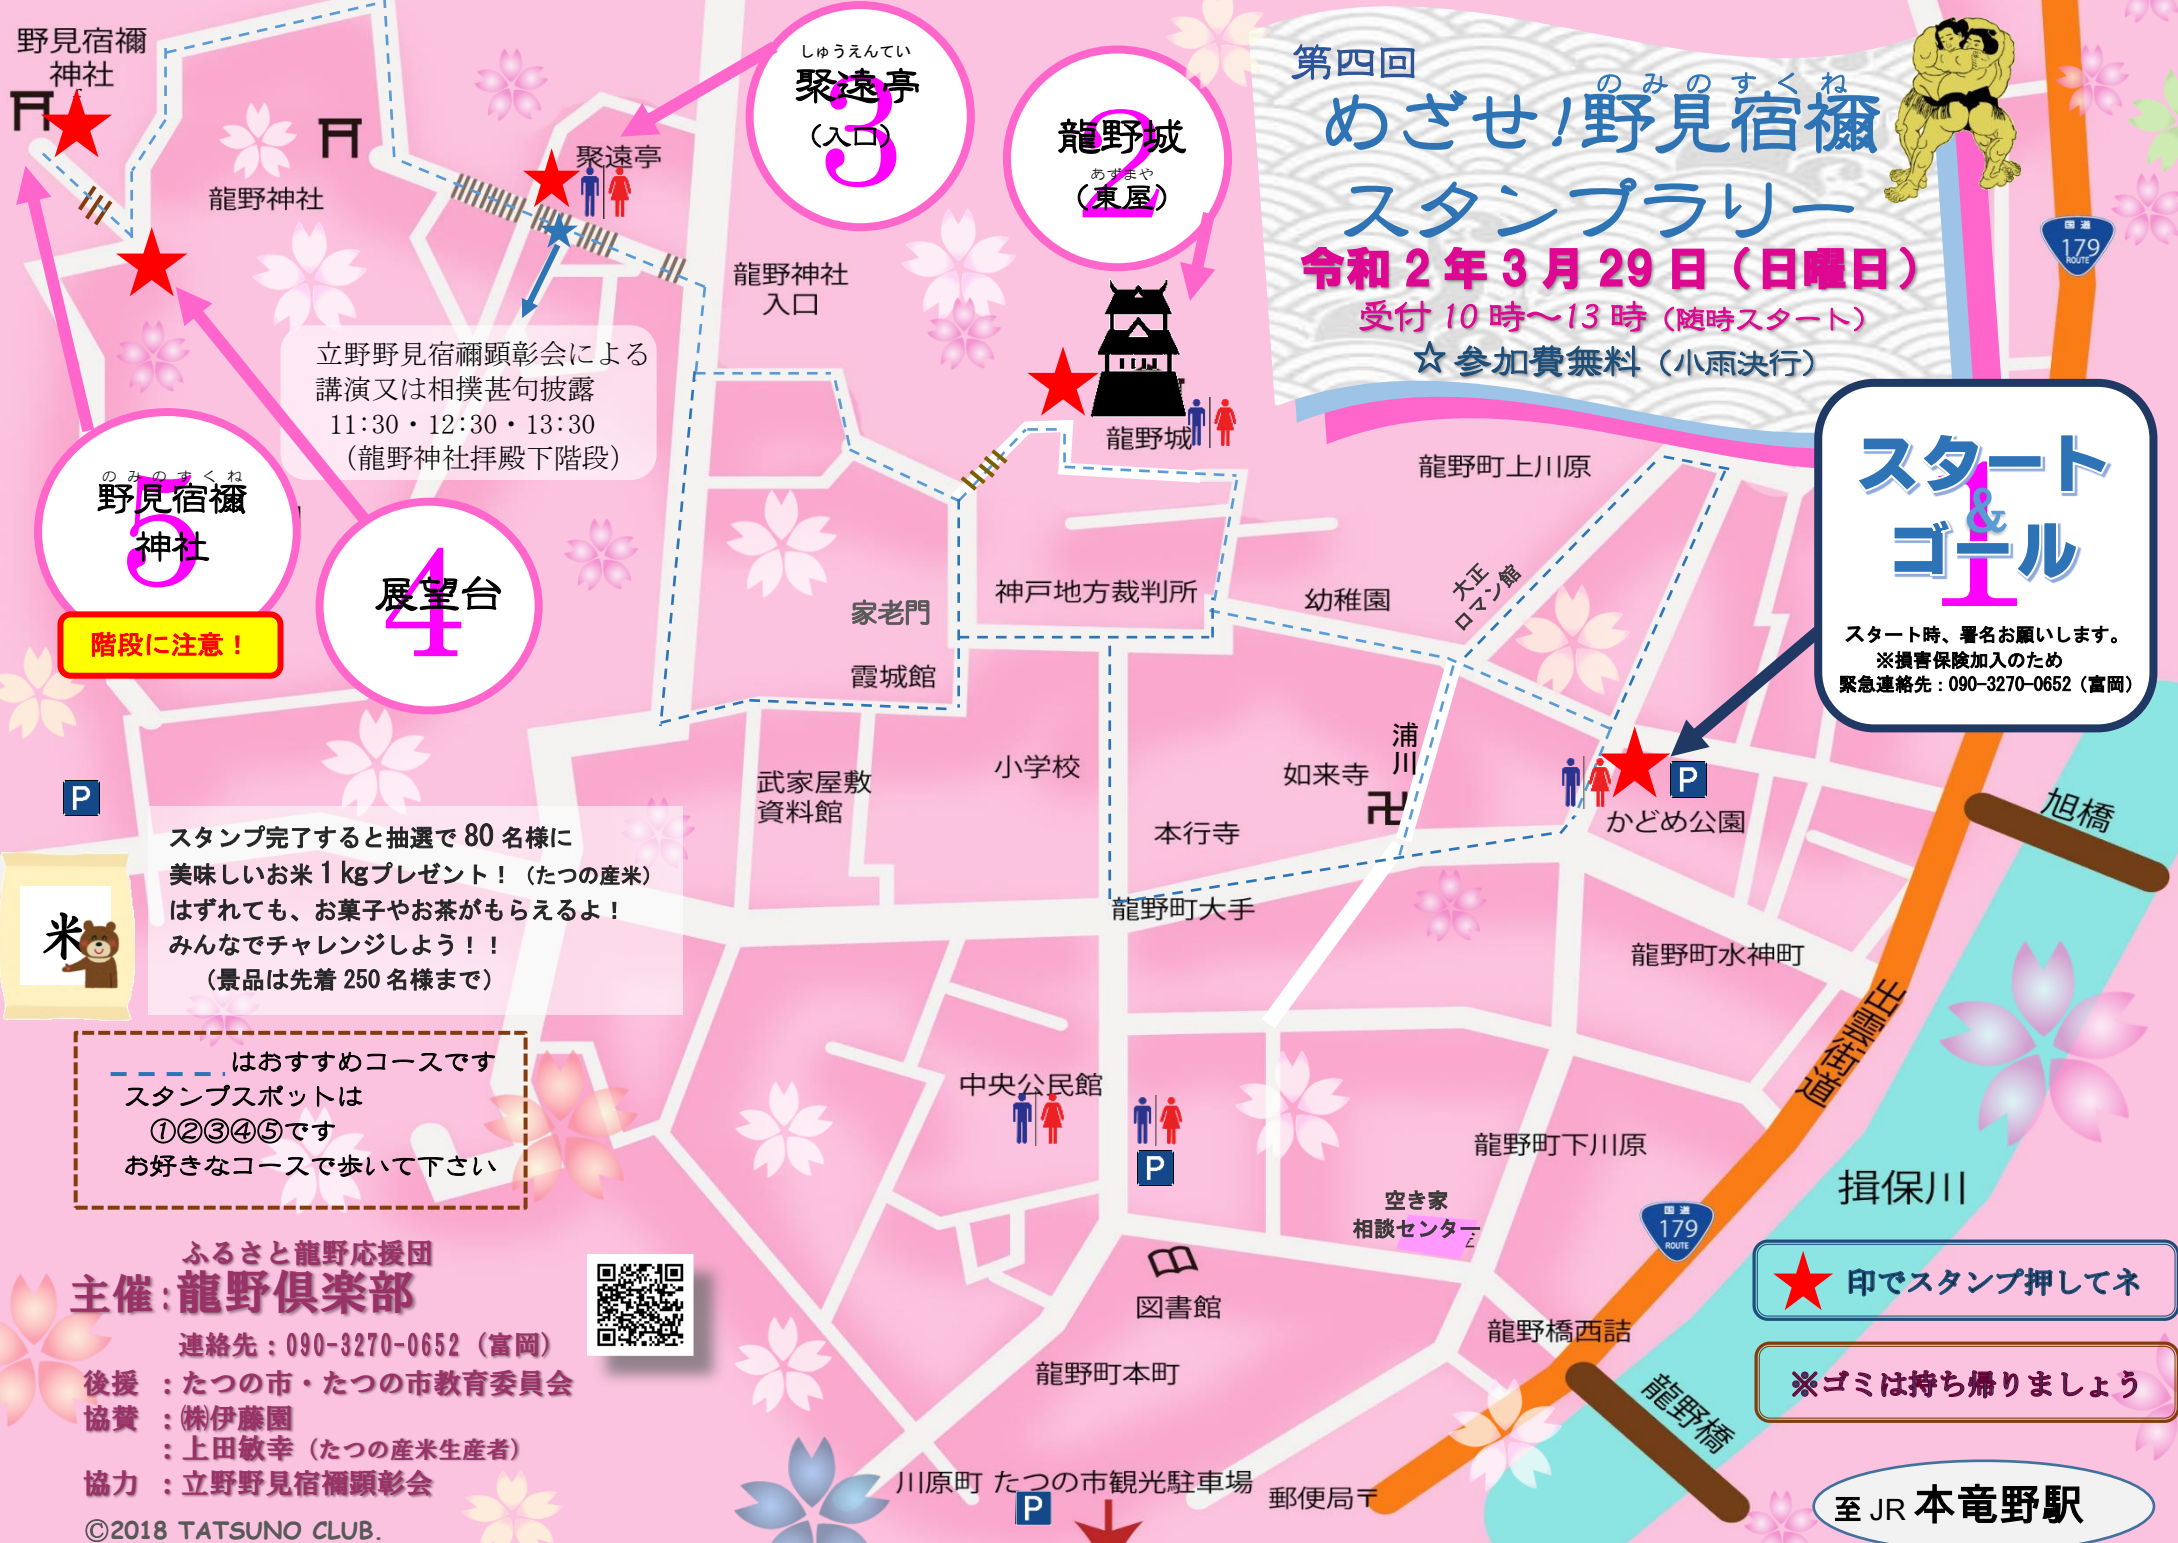 第四回
のみのすくね
めざせ!野見宿禰
スタンプラリー
令和2年3月29日(日曜日)
受付10時～13時(随時スタート)
☆参加費無料(小雨決行)
野見宿禰
神社
龍野神社
しゅうえんてい
聚遠亭
(入口)
3
龍野城
あずまや
(東屋)
2
聚遠亭
龍野神社
入口
国道
179
ROUTE
立野野見宿禰顕彰会による
講演又は相撲甚句披露
11:30・12:30・13:30
(龍野神社拝殿下階段)
龍野城
龍野町上川原
スタート
&
ゴール
1
スタート時、署名お願いします。
※損害保険加入のため
緊急連絡先：090-3270-0652(富岡)
のみのすくね
野見宿禰
神社
5
階段に注意！
展望台
4
家老門
霞城館
神戸地方裁判所
幼稚園
大正
ロマン館
浦川
小学校
如来寺
卍
本行寺
武家屋敷
資料館
P
P
かどめ公園
旭橋
スタンプ完了すると抽選で80名様に
美味しいお米1kgプレゼント！(たつの産米)
はずれても、お菓子やお茶がもらえるよ！
みんなでチャレンジしよう！！
(景品は先着250名様まで)
米
龍野町大手
龍野町水神町
出雲街道
はおすすめコースです
スタンプスポットは
①②③④⑤です
お好きなコースで歩いて下さい
中央公民館
P
龍野町下川原
揖保川
空き家
相談センター
国道
179
ROUTE
図書館
龍野橋西詰
龍野町本町
龍野橋
印でスタンプ押してネ
※ゴミは持ち帰りましょう
ふるさと龍野応援団
主催:龍野倶楽部
連絡先：090-3270-0652(富岡)
後援 ：たつの市・たつの市教育委員会
協賛 ：㈱伊藤園
：上田敏幸(たつの産米生産者)
協力 ：立野野見宿禰顕彰会
©2018 TATSUNO CLUB.
川原町 たつの市観光駐車場
P
郵便局〒
至JR本竜野駅